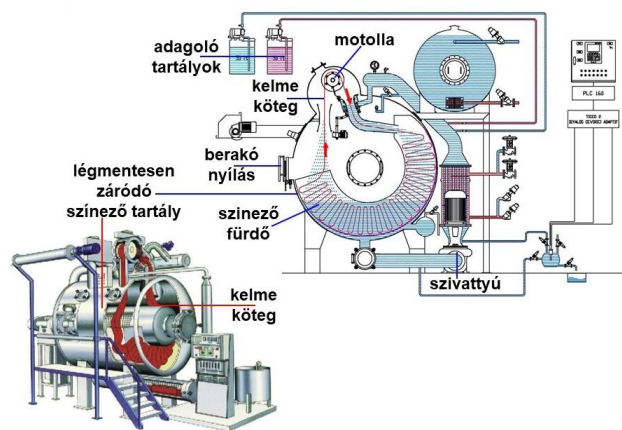 adagoló
tartályok
motolla
kelme
köteg
PLC 160
berakó
nyílás
légmentesen
záródó
színező tartály
szinező
fürdő
kelme
köteg
szivattyú